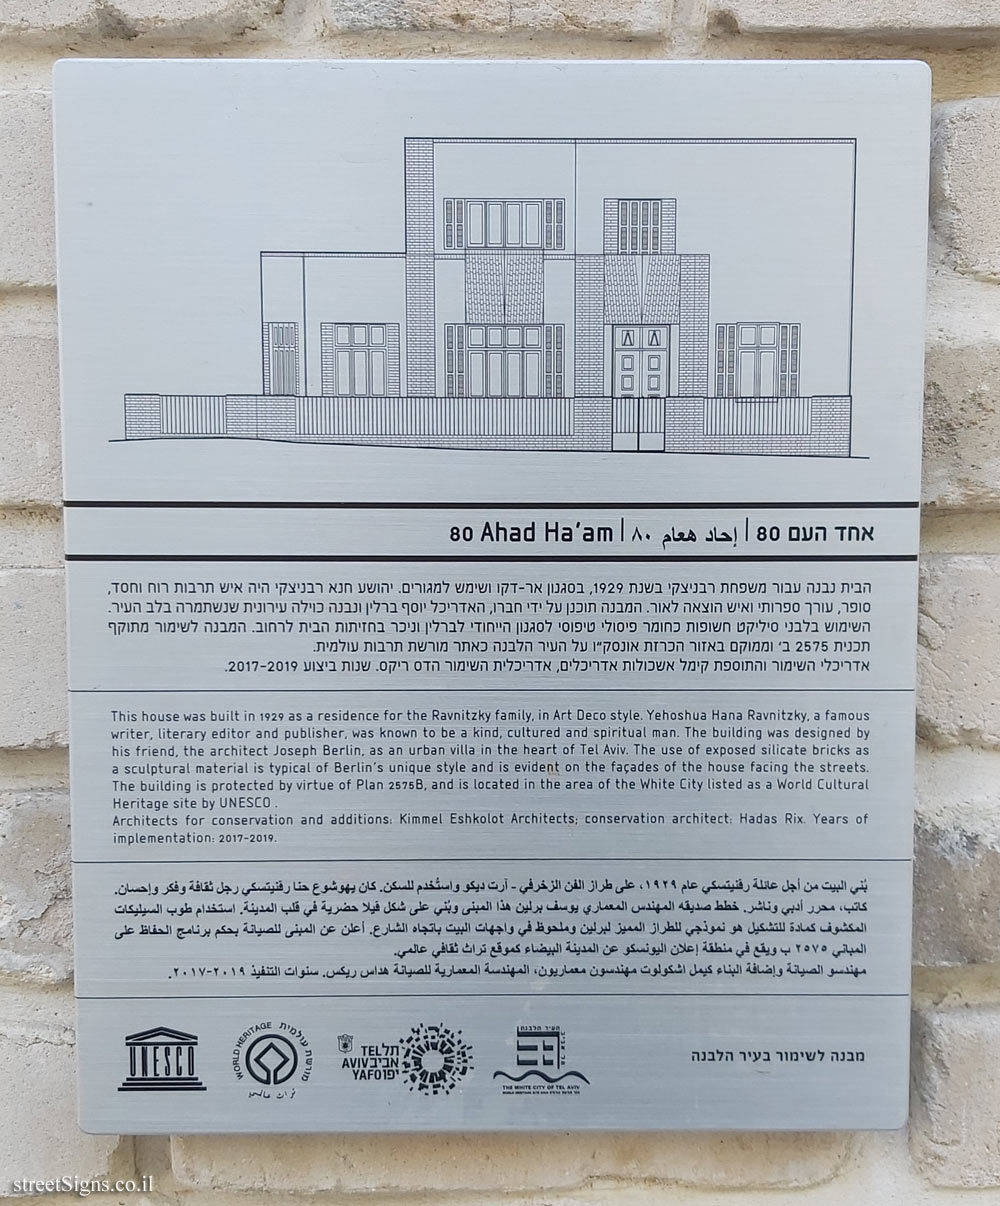 אחד העם 80 | إحاد هعام ٨٠ | 80 Ahad Ha'am
הבית נבנה עבור משפחת רבניצקי בשנת 1929, בסגנון אר-דקו ושימש למגורים. יהושע חנא רבניצקי היה איש תרבות רוח וחסד,
סופר, עורך ספרותי ואיש הוצאה לאור. המבנה תוכנן על ידי חברו, האדריכל יוסף ברלין ונבנה כוילה עירונית שנשתמרה בלב העיר.
השימוש בלבני סיליקט חשופות כחומר פיסולי טיפוסי לסגנון הייחודי לברלין וניכר בחזיתות הבית לרחוב. המבנה לשימור מתוקף
תכנית 2575 ב' וממוקם באזור הכרזת אונסק"ו על העיר הלבנה כאתר מורשת תרבות עולמית.
אדריכלי השימור והתוספת קימל אשכולות אדריכלים, אדריכלית השימור הדס ריקס. שנות ביצוע 2017-2019.
This house was built in 1929 as a residence for the Ravnitzky family, in Art Deco style. Yehoshua Hana Ravnitzky, a famous
writer, literary editor and publisher, was known to be a kind, cultured and spiritual man. The building was designed by
his friend, the architect Joseph Berlin, as an urban villa in the heart of Tel Aviv. The use of exposed silicate bricks as
a sculptural material is typical of Berlin's unique style and is evident on the façades of the house facing the streets.
The building is protected by virtue of Plan 2575B, and is located in the area of the White City listed as a World Cultural
Heritage site by UNESCO .
Architects for conservation and additions: Kimmel Eshkolot Architects; conservation architect: Hadas Rix. Years of
implementation: 2017-2019.
بُني البيت من أجل عائلة رڤنيتسكي عام ١٩٢٩، على طراز الفن الزخرفي - آرت ديكو واستُخدم للسكن. كان يهوشوع حنا رڤنيتسكي رجل ثقافة وفكر وإحسان.
كاتب، محرر أدبي وناشر. خطط صديقه المهندس المعماري يوسف برلين هذا المبنى وبُني على شكل فيلا حضرية في قلب المدينة. استخدام طوب السيليكات
المكشوف كمادة للتشكيل هو نموذجي للطراز المميز لبرلين وملحوظ في واجهات البيت باتجاه الشارع. أعلن عن المبنى للصيانة بحكم برنامج الحفاظ على
المباني ٢٥٧٥ ب ويقع في منطقة إعلان اليونسكو عن المدينة البيضاء كموقع تراث ثقافي عالمي.
مهندسو الصيانة وإضافة البناء كيمل اشكولوت مهندسون معماريون، المهندسة المعمارية للصيانة هداس ريكس. سنوات التنفيذ ٢٠١٩-٢٠١٧.
מבנה לשימור בעיר הלבנה
העיר הלבנה
תל אביב
THE WHITE CITY OF TEL AVIV
TEL תל
AVIV אביב
YAFO יפו
WORLD HERITAGE מורשת עולמית
تراث عالمي
UNESCO
streetSigns.co.il